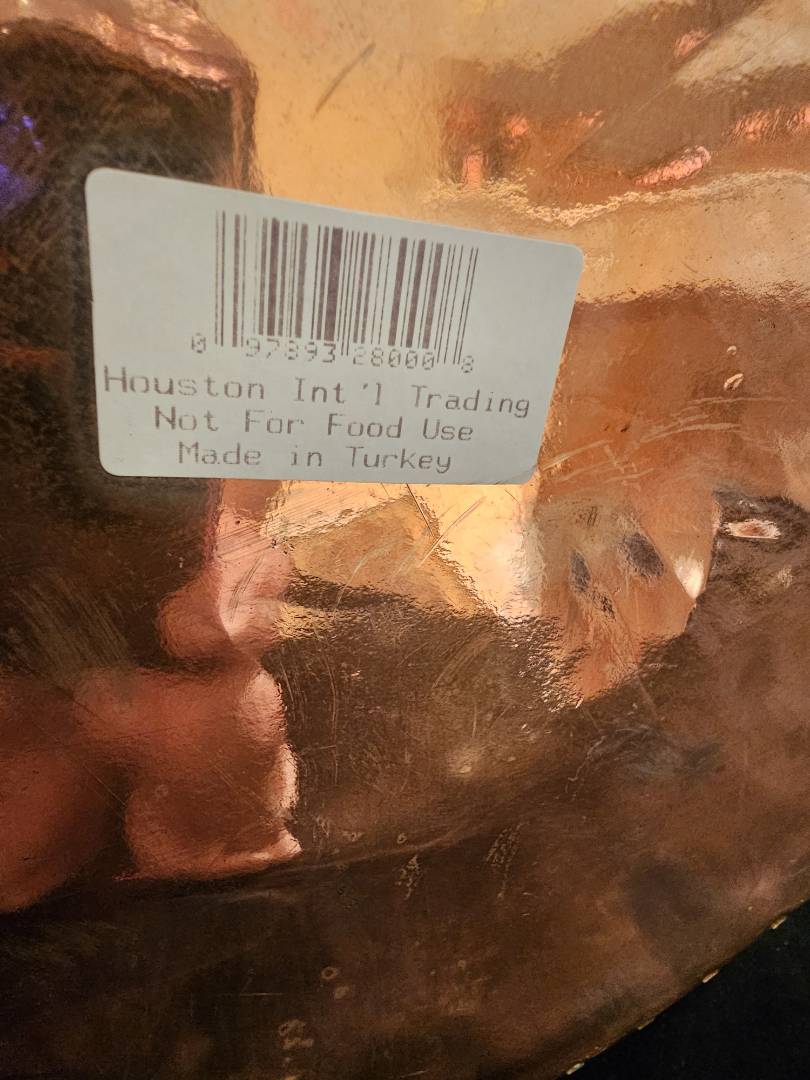 0 97893 28000 8
Houston Int'l Trading
Not For Food Use
Made in Turkey